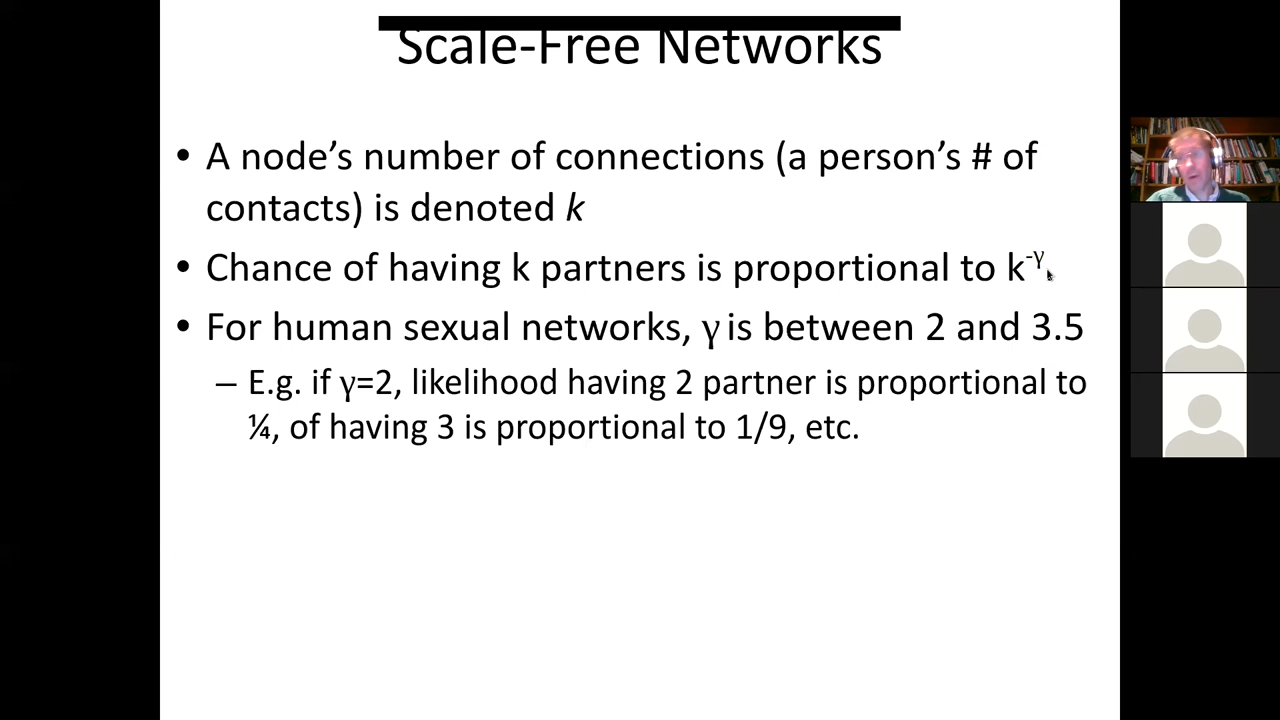 Scale-Free Networks
• A node’s number of connections (a person’s # of
contacts) is denoted k
• Chance of having k partners is proportional to k^-γ
• For human sexual networks, γ is between 2 and 3.5
– E.g. if γ=2, likelihood having 2 partner is proportional to
¼, of having 3 is proportional to 1/9, etc.